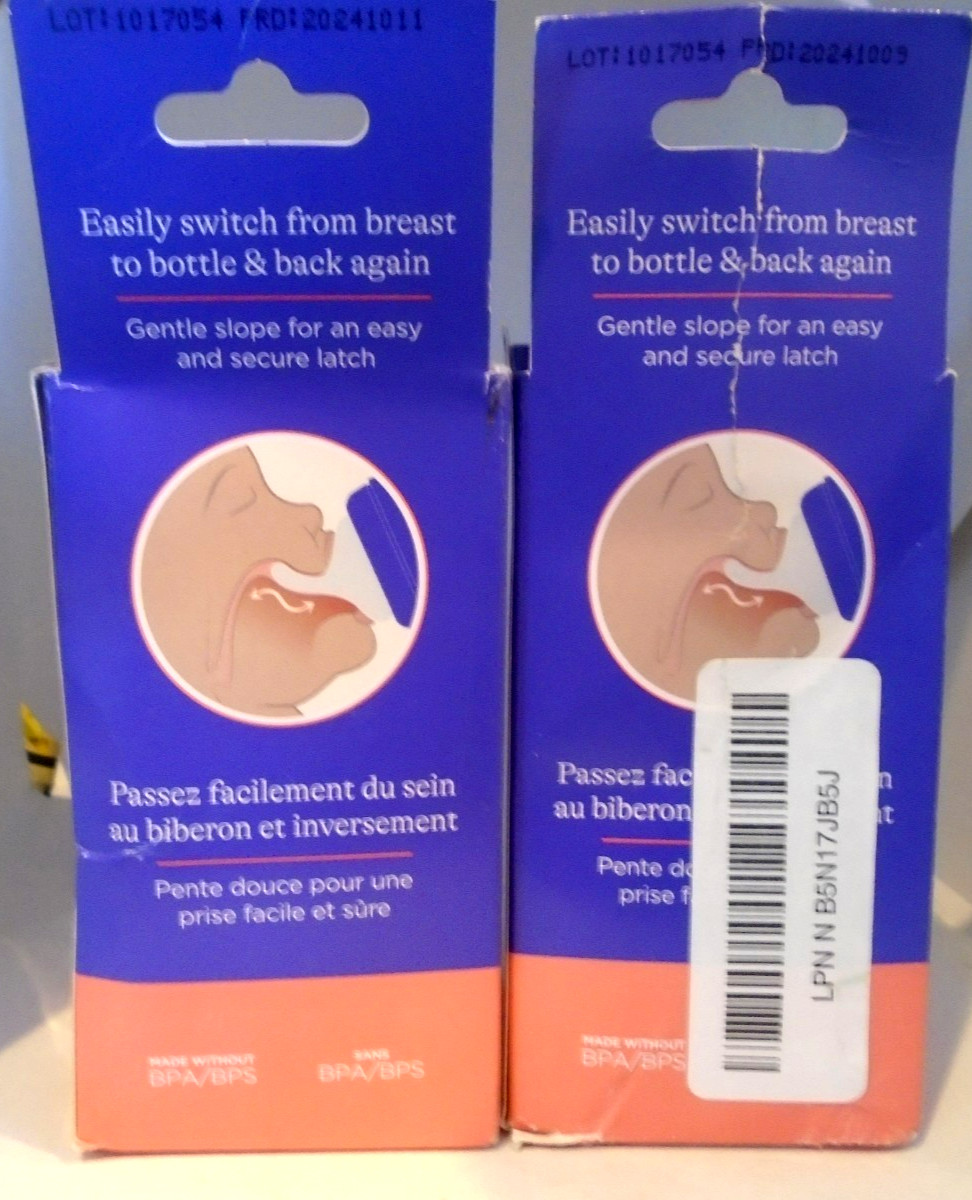 LOT:1017054 PRD:20241011
Easily switch from breast
to bottle & back again
Gentle slope for an easy
and secure latch
Passez facilement du sein
au biberon et inversement
Pente douce pour une
prise facile et sûre
MADE WITHOUT
BPA/BPS
SANS
BPA/BPS
LOT:1017054 PRD:20241009
Easily switch from breast
to bottle & back again
Gentle slope for an easy
and secure latch
Passez fac n
au biberon nt
Pente do
prise f
MADE WITHOUT
BPA/BPS
LPN N B5N17JB5J